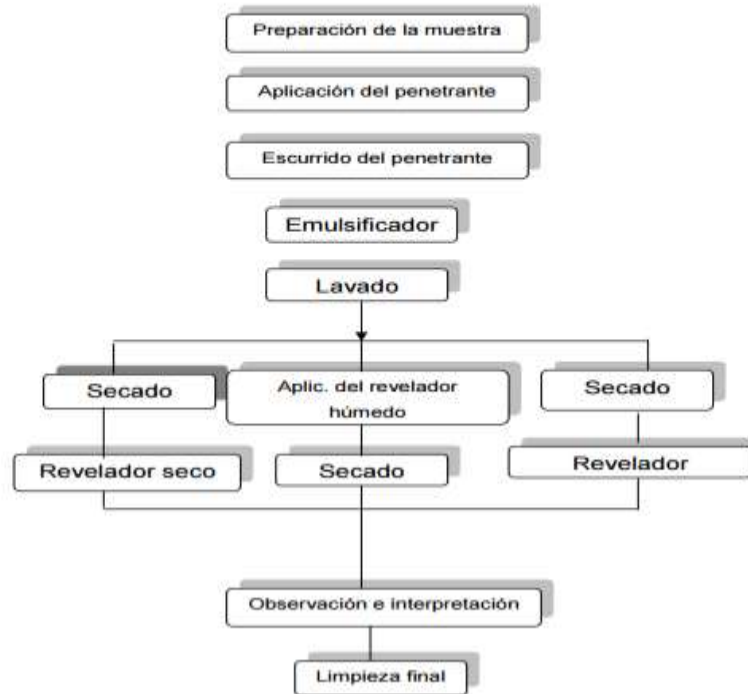 Preparación de la muestra
Aplicación del penetrante
Escurrido del penetrante
Emulsificador
Lavado
Secado
Aplic. del revelador
húmedo
Secado
Revelador seco
Secado
Revelador
Observación e interpretación
Limpieza final